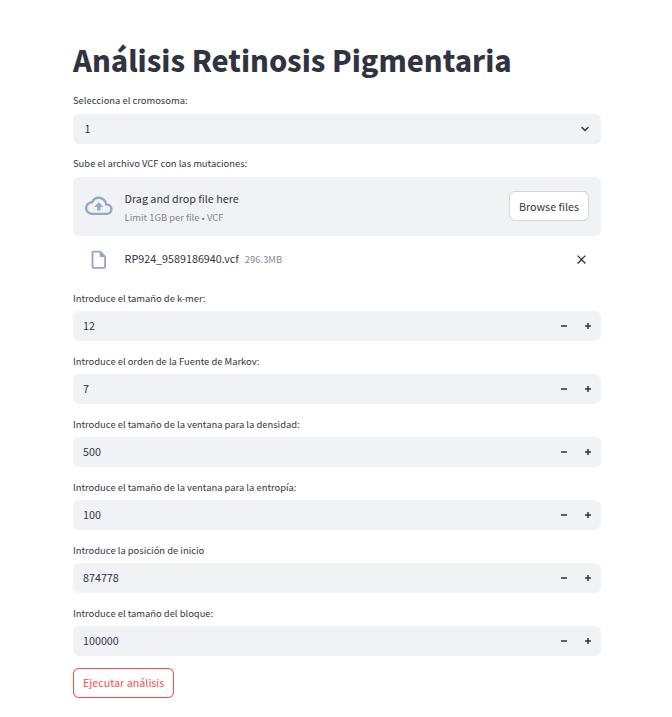 Análisis Retinosis Pigmentaria
Selecciona el cromosoma:
1
Sube el archivo VCF con las mutaciones:
Drag and drop file here
Limit 1GB per file • VCF
Browse files
RP924_9589186940.vcf 296.3MB
Introduce el tamaño de k-mer:
12
Introduce el orden de la Fuente de Markov:
7
Introduce el tamaño de la ventana para la densidad:
500
Introduce el tamaño de la ventana para la entropía:
100
Introduce la posición de inicio
874778
Introduce el tamaño del bloque:
100000
Ejecutar análisis